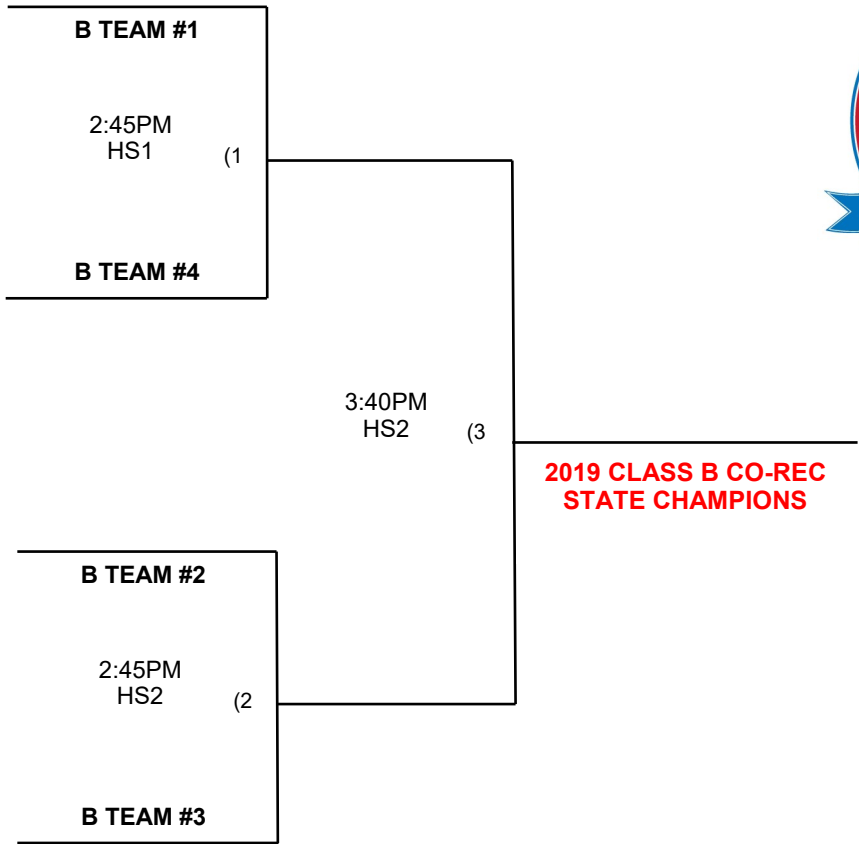 B TEAM #1
2:45PM
HS1
(1
B TEAM #4
3:40PM
HS2
(3
2019 CLASS B CO-REC
STATE CHAMPIONS
B TEAM #2
2:45PM
HS2
(2
B TEAM #3